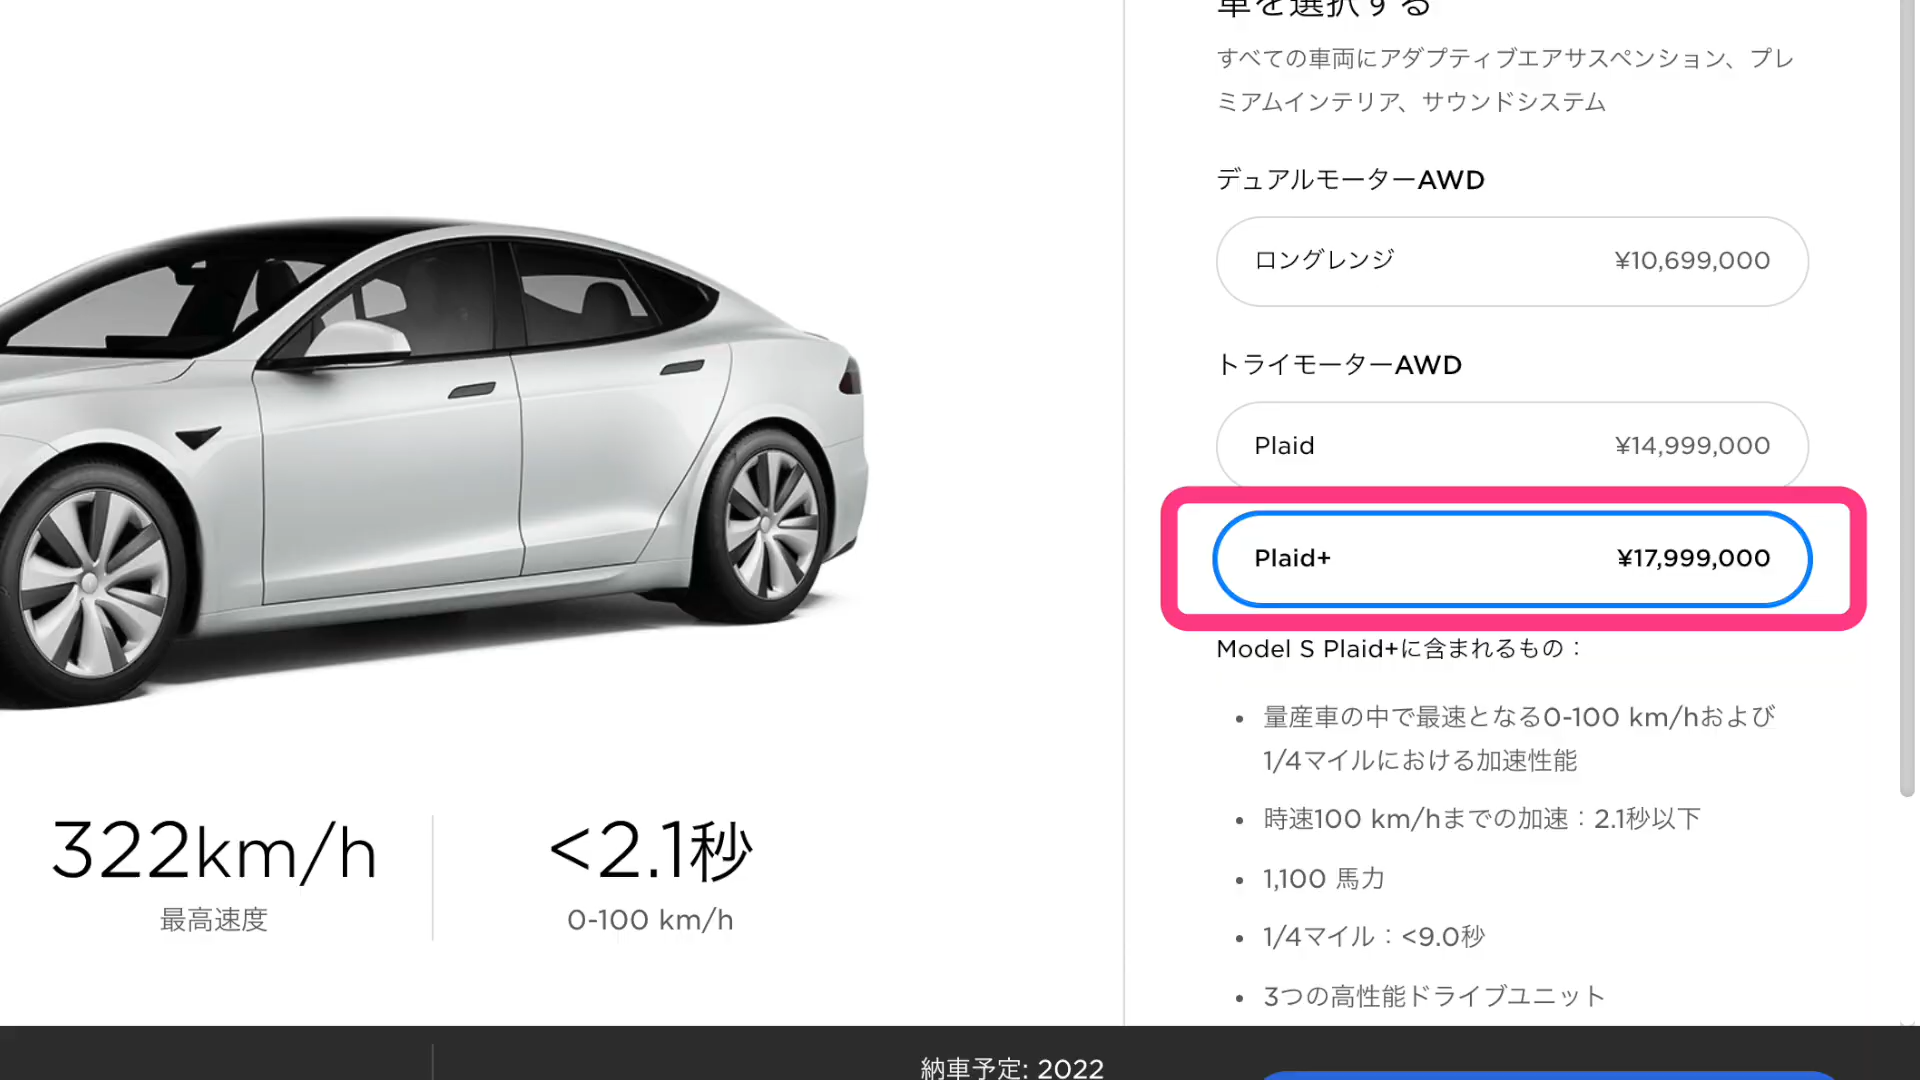 車を選択する
すべての車両にアダプティブエアサスペンション、プレ
ミアムインテリア、サウンドシステム
デュアルモーターAWD
ロングレンジ ¥10,699,000
トライモーターAWD
Plaid ¥14,999,000
Plaid+ ¥17,999,000
Model S Plaid+に含まれるもの：
• 量産車の中で最速となる0-100 km/hおよび
1/4マイルにおける加速性能
• 時速100 km/hまでの加速：2.1秒以下
• 1,100 馬力
• 1/4マイル：<9.0秒
• 3つの高性能ドライブユニット
322km/h
最高速度
<2.1秒
0-100 km/h
納車予定: 2022